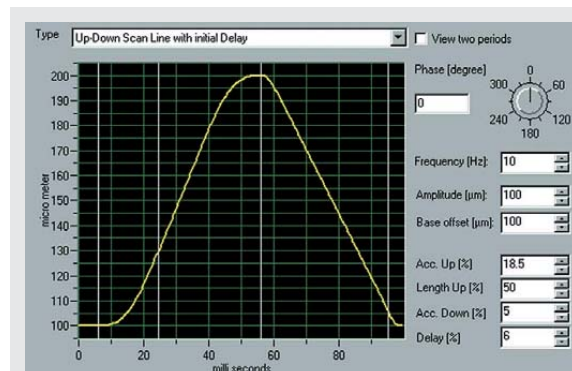 Type Up-Down Scan Line with initial Delay View two periods
Phase [degree]
0
0
60
120
180
240
300
Frequency [Hz]: 10
Amplitude [µm]: 100
Base offset [µm]: 100
Acc. Up [%] 18.5
Length Up [%] 50
Acc. Down [%] 5
Delay [%] 6
micro meter
200
190
180
170
160
150
140
130
120
110
100
0 20 40 60 80
milli seconds